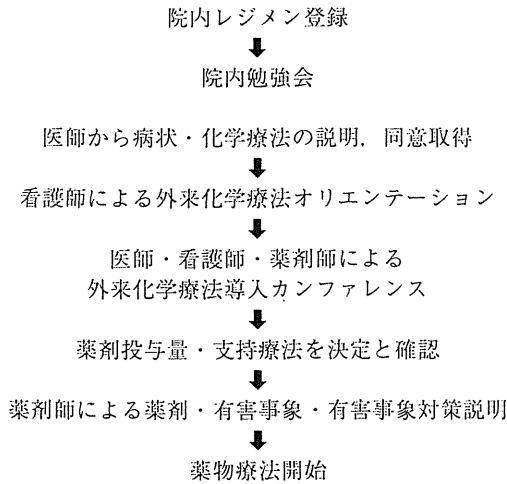 院内レジメン登録
院内勉強会
医師から病状・化学療法の説明，同意取得
看護師による外来化学療法オリエンテーション
医師・看護師・薬剤師による
外来化学療法導入カンファレンス
薬剤投与量・支持療法を決定と確認
薬剤師による薬剤・有害事象・有害事象対策説明
薬物療法開始